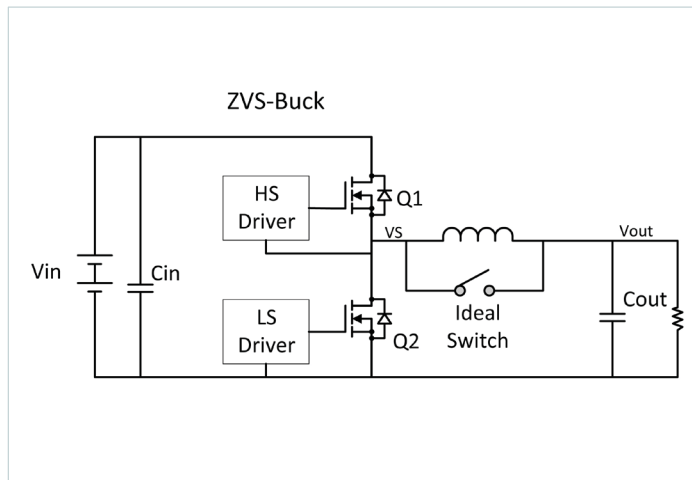 ZVS-Buck
HS
Driver
Q1
VS
Vout
Vin
Cin
Cout
LS
Driver
Q2
Ideal
Switch